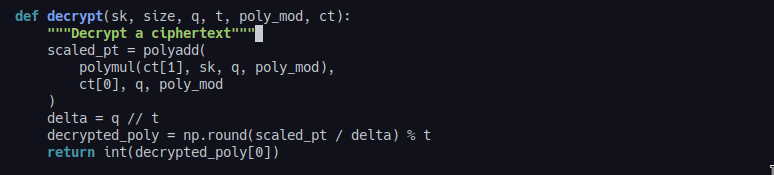 def decrypt(sk, size, q, t, poly_mod, ct):
    """Decrypt a ciphertext"""
    scaled_pt = polyadd(
        polymul(ct[1], sk, q, poly_mod),
        ct[0], q, poly_mod
    )
    delta = q // t
    decrypted_poly = np.round(scaled_pt / delta) % t
    return int(decrypted_poly[0])